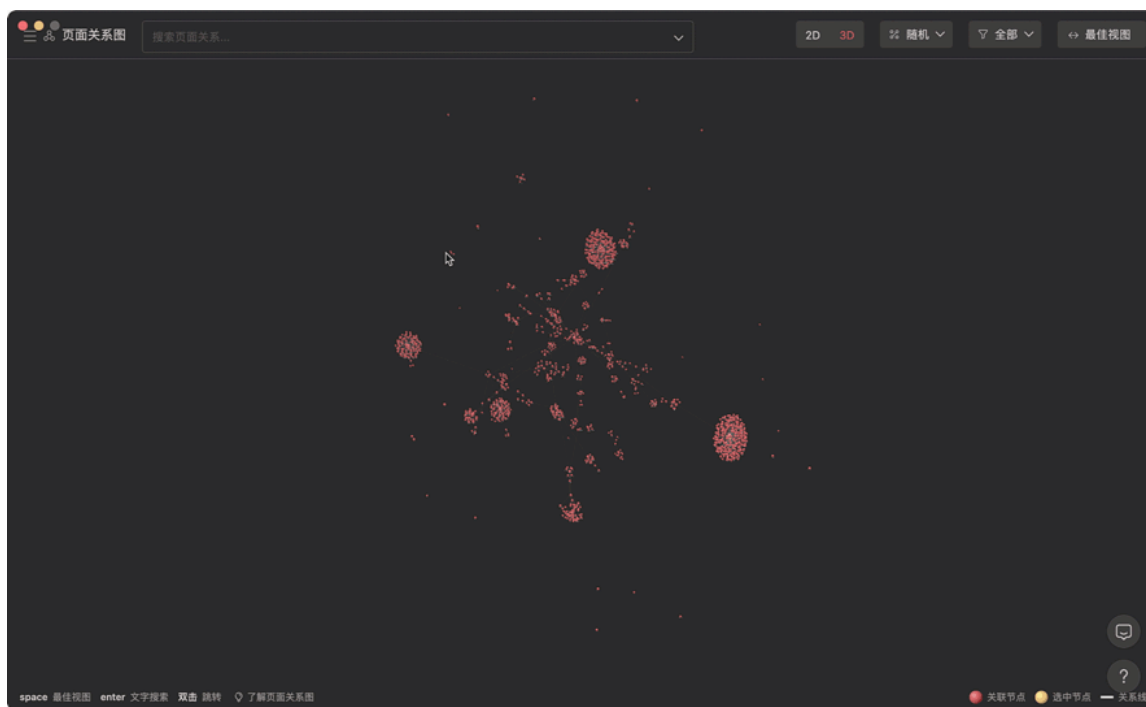 页面关系图
搜索页面关系...
2D 3D
随机
全部
最佳视图
space 最佳视图 enter 文字搜索 双击 跳转 了解页面关系图
?
关联节点 选中节点 关系线